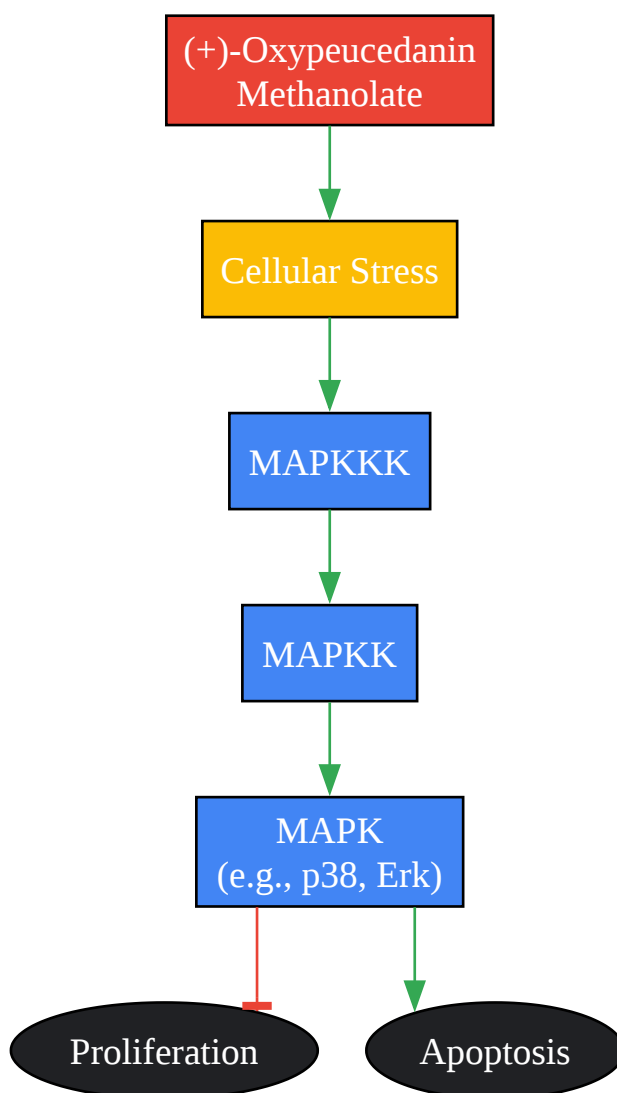 (+)-Oxypeucedanin
Methanolate
Cellular Stress
MAPKKK
MAPKK
MAPK
(e.g., p38, Erk)
Proliferation
Apoptosis